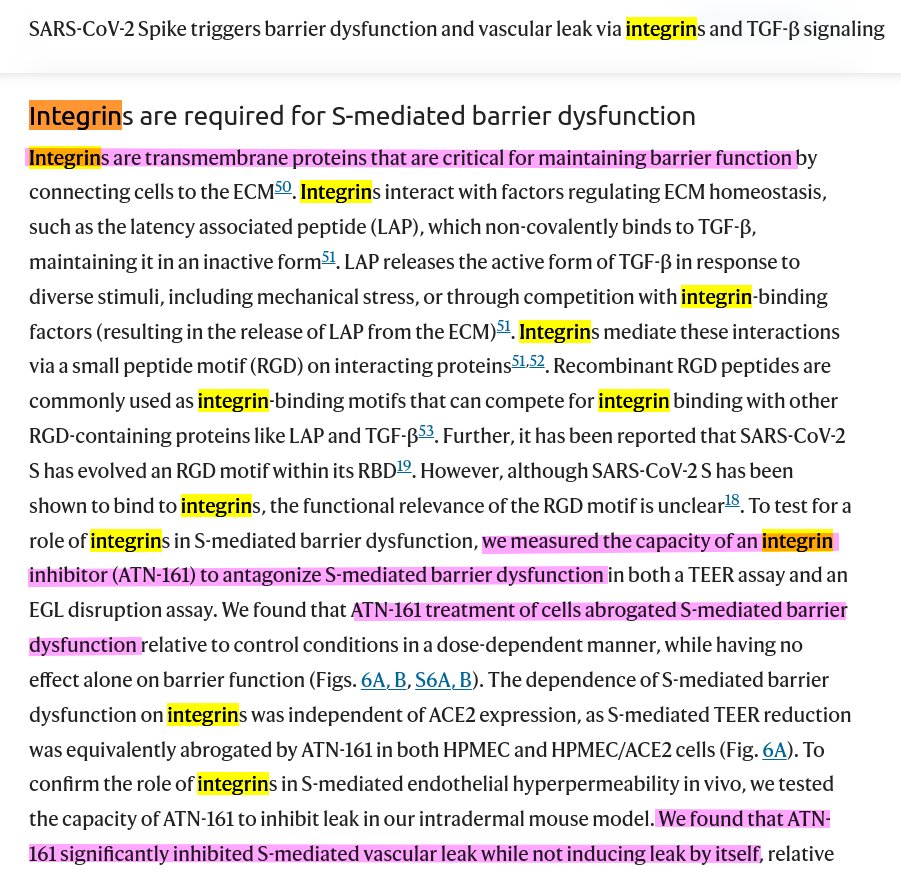 SARS-CoV-2 Spike triggers barrier dysfunction and vascular leak via integrins and TGF-β signaling
Integrins are required for S-mediated barrier dysfunction
Integrins are transmembrane proteins that are critical for maintaining barrier function by
connecting cells to the ECM50. Integrins interact with factors regulating ECM homeostasis,
such as the latency associated peptide (LAP), which non-covalently binds to TGF-β,
maintaining it in an inactive form51. LAP releases the active form of TGF-β in response to
diverse stimuli, including mechanical stress, or through competition with integrin-binding
factors (resulting in the release of LAP from the ECM)51. Integrins mediate these interactions
via a small peptide motif (RGD) on interacting proteins51,52. Recombinant RGD peptides are
commonly used as integrin-binding motifs that can compete for integrin binding with other
RGD-containing proteins like LAP and TGF-β53. Further, it has been reported that SARS-CoV-2
S has evolved an RGD motif within its RBD19. However, although SARS-CoV-2 S has been
shown to bind to integrins, the functional relevance of the RGD motif is unclear18. To test for a
role of integrins in S-mediated barrier dysfunction, we measured the capacity of an integrin
inhibitor (ATN-161) to antagonize S-mediated barrier dysfunction in both a TEER assay and an
EGL disruption assay. We found that ATN-161 treatment of cells abrogated S-mediated barrier
dysfunction relative to control conditions in a dose-dependent manner, while having no
effect alone on barrier function (Figs. 6A, B, S6A, B). The dependence of S-mediated barrier
dysfunction on integrins was independent of ACE2 expression, as S-mediated TEER reduction
was equivalently abrogated by ATN-161 in both HPMEC and HPMEC/ACE2 cells (Fig. 6A). To
confirm the role of integrins in S-mediated endothelial hyperpermeability in vivo, we tested
the capacity of ATN-161 to inhibit leak in our intradermal mouse model. We found that ATN-
161 significantly inhibited S-mediated vascular leak while not inducing leak by itself, relative